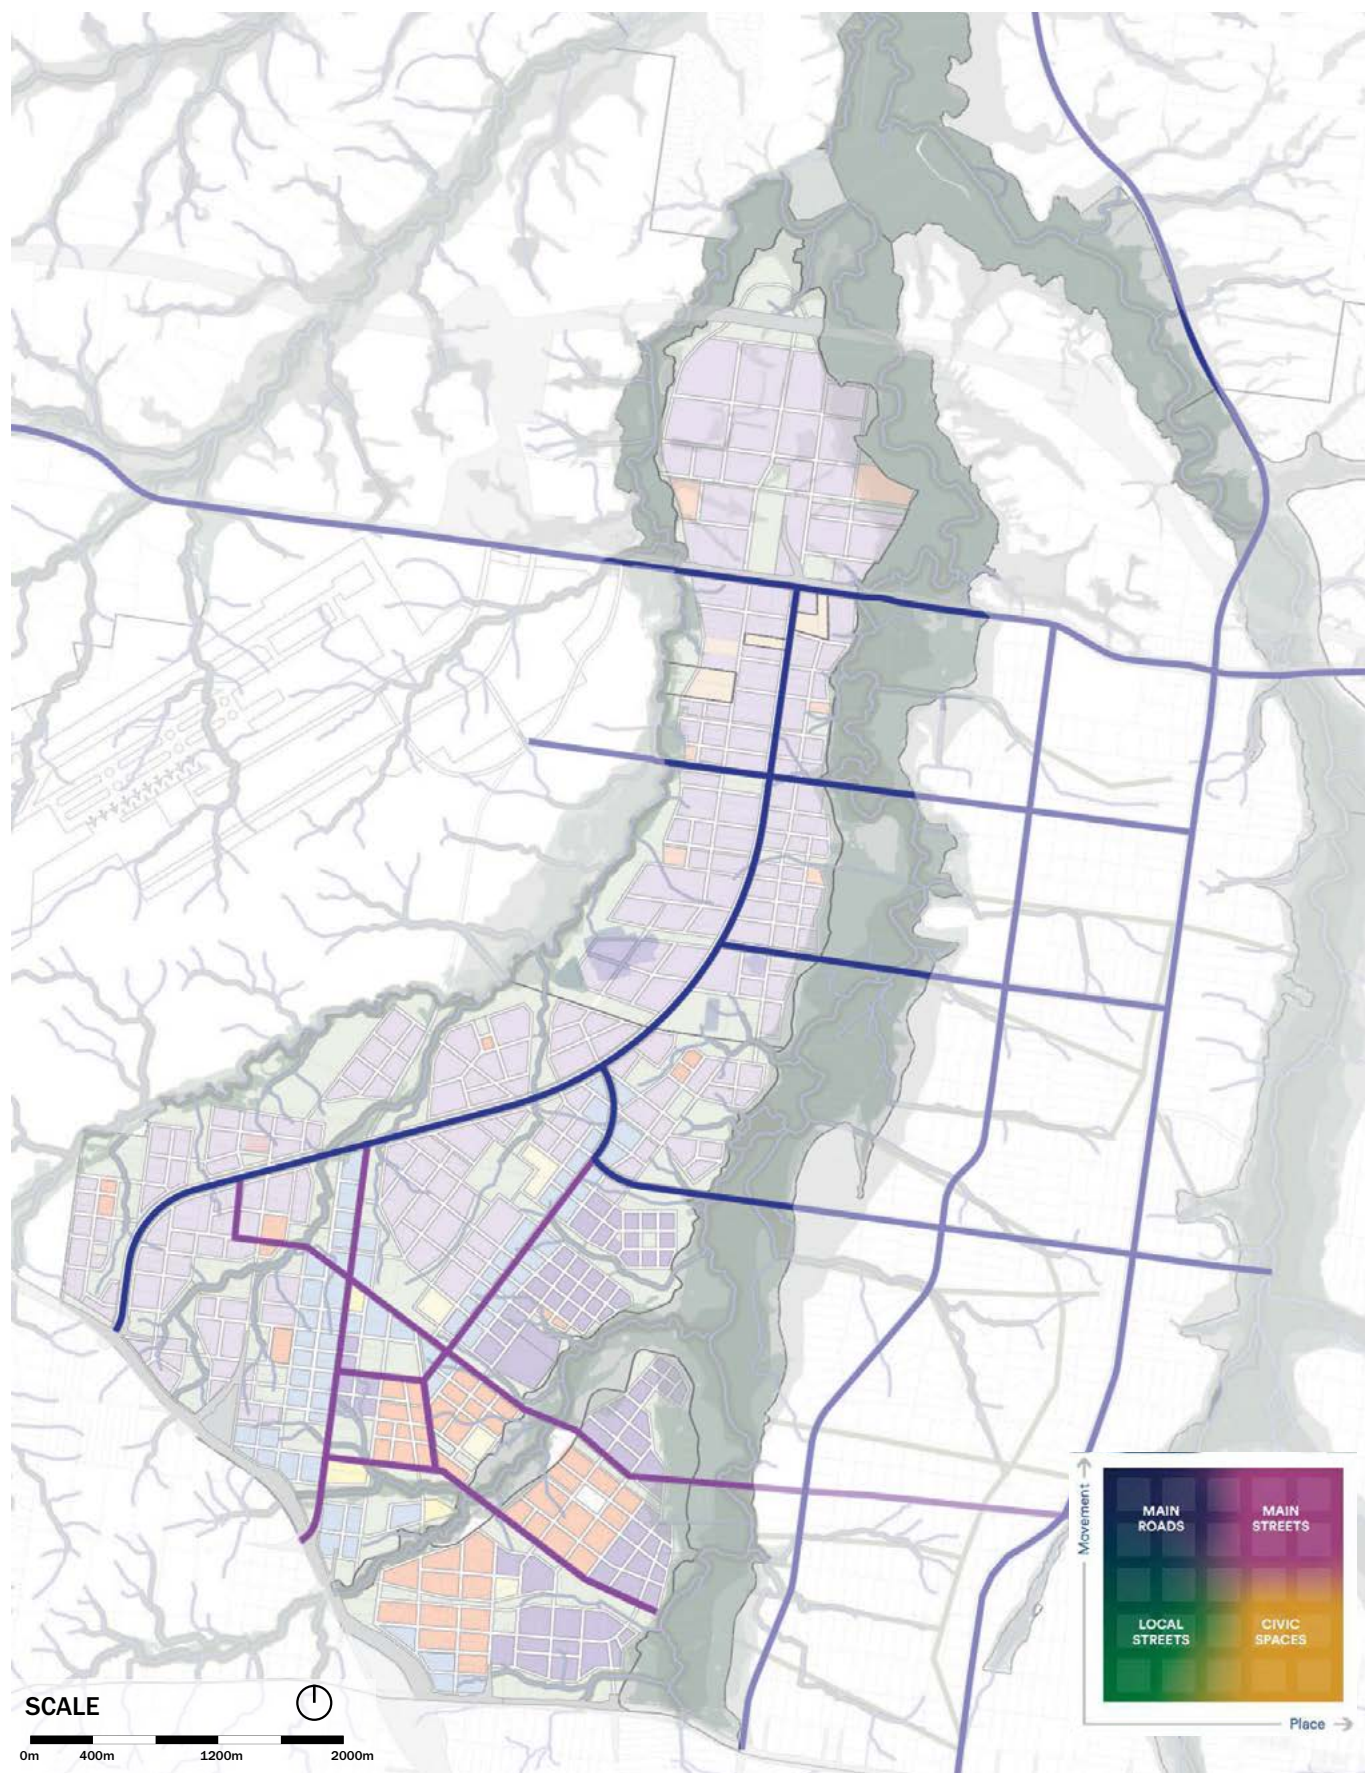 Movement
MAIN
ROADS
MAIN
STREETS
LOCAL
STREETS
CIVIC
SPACES
Place
SCALE
0m 400m 1200m 2000m